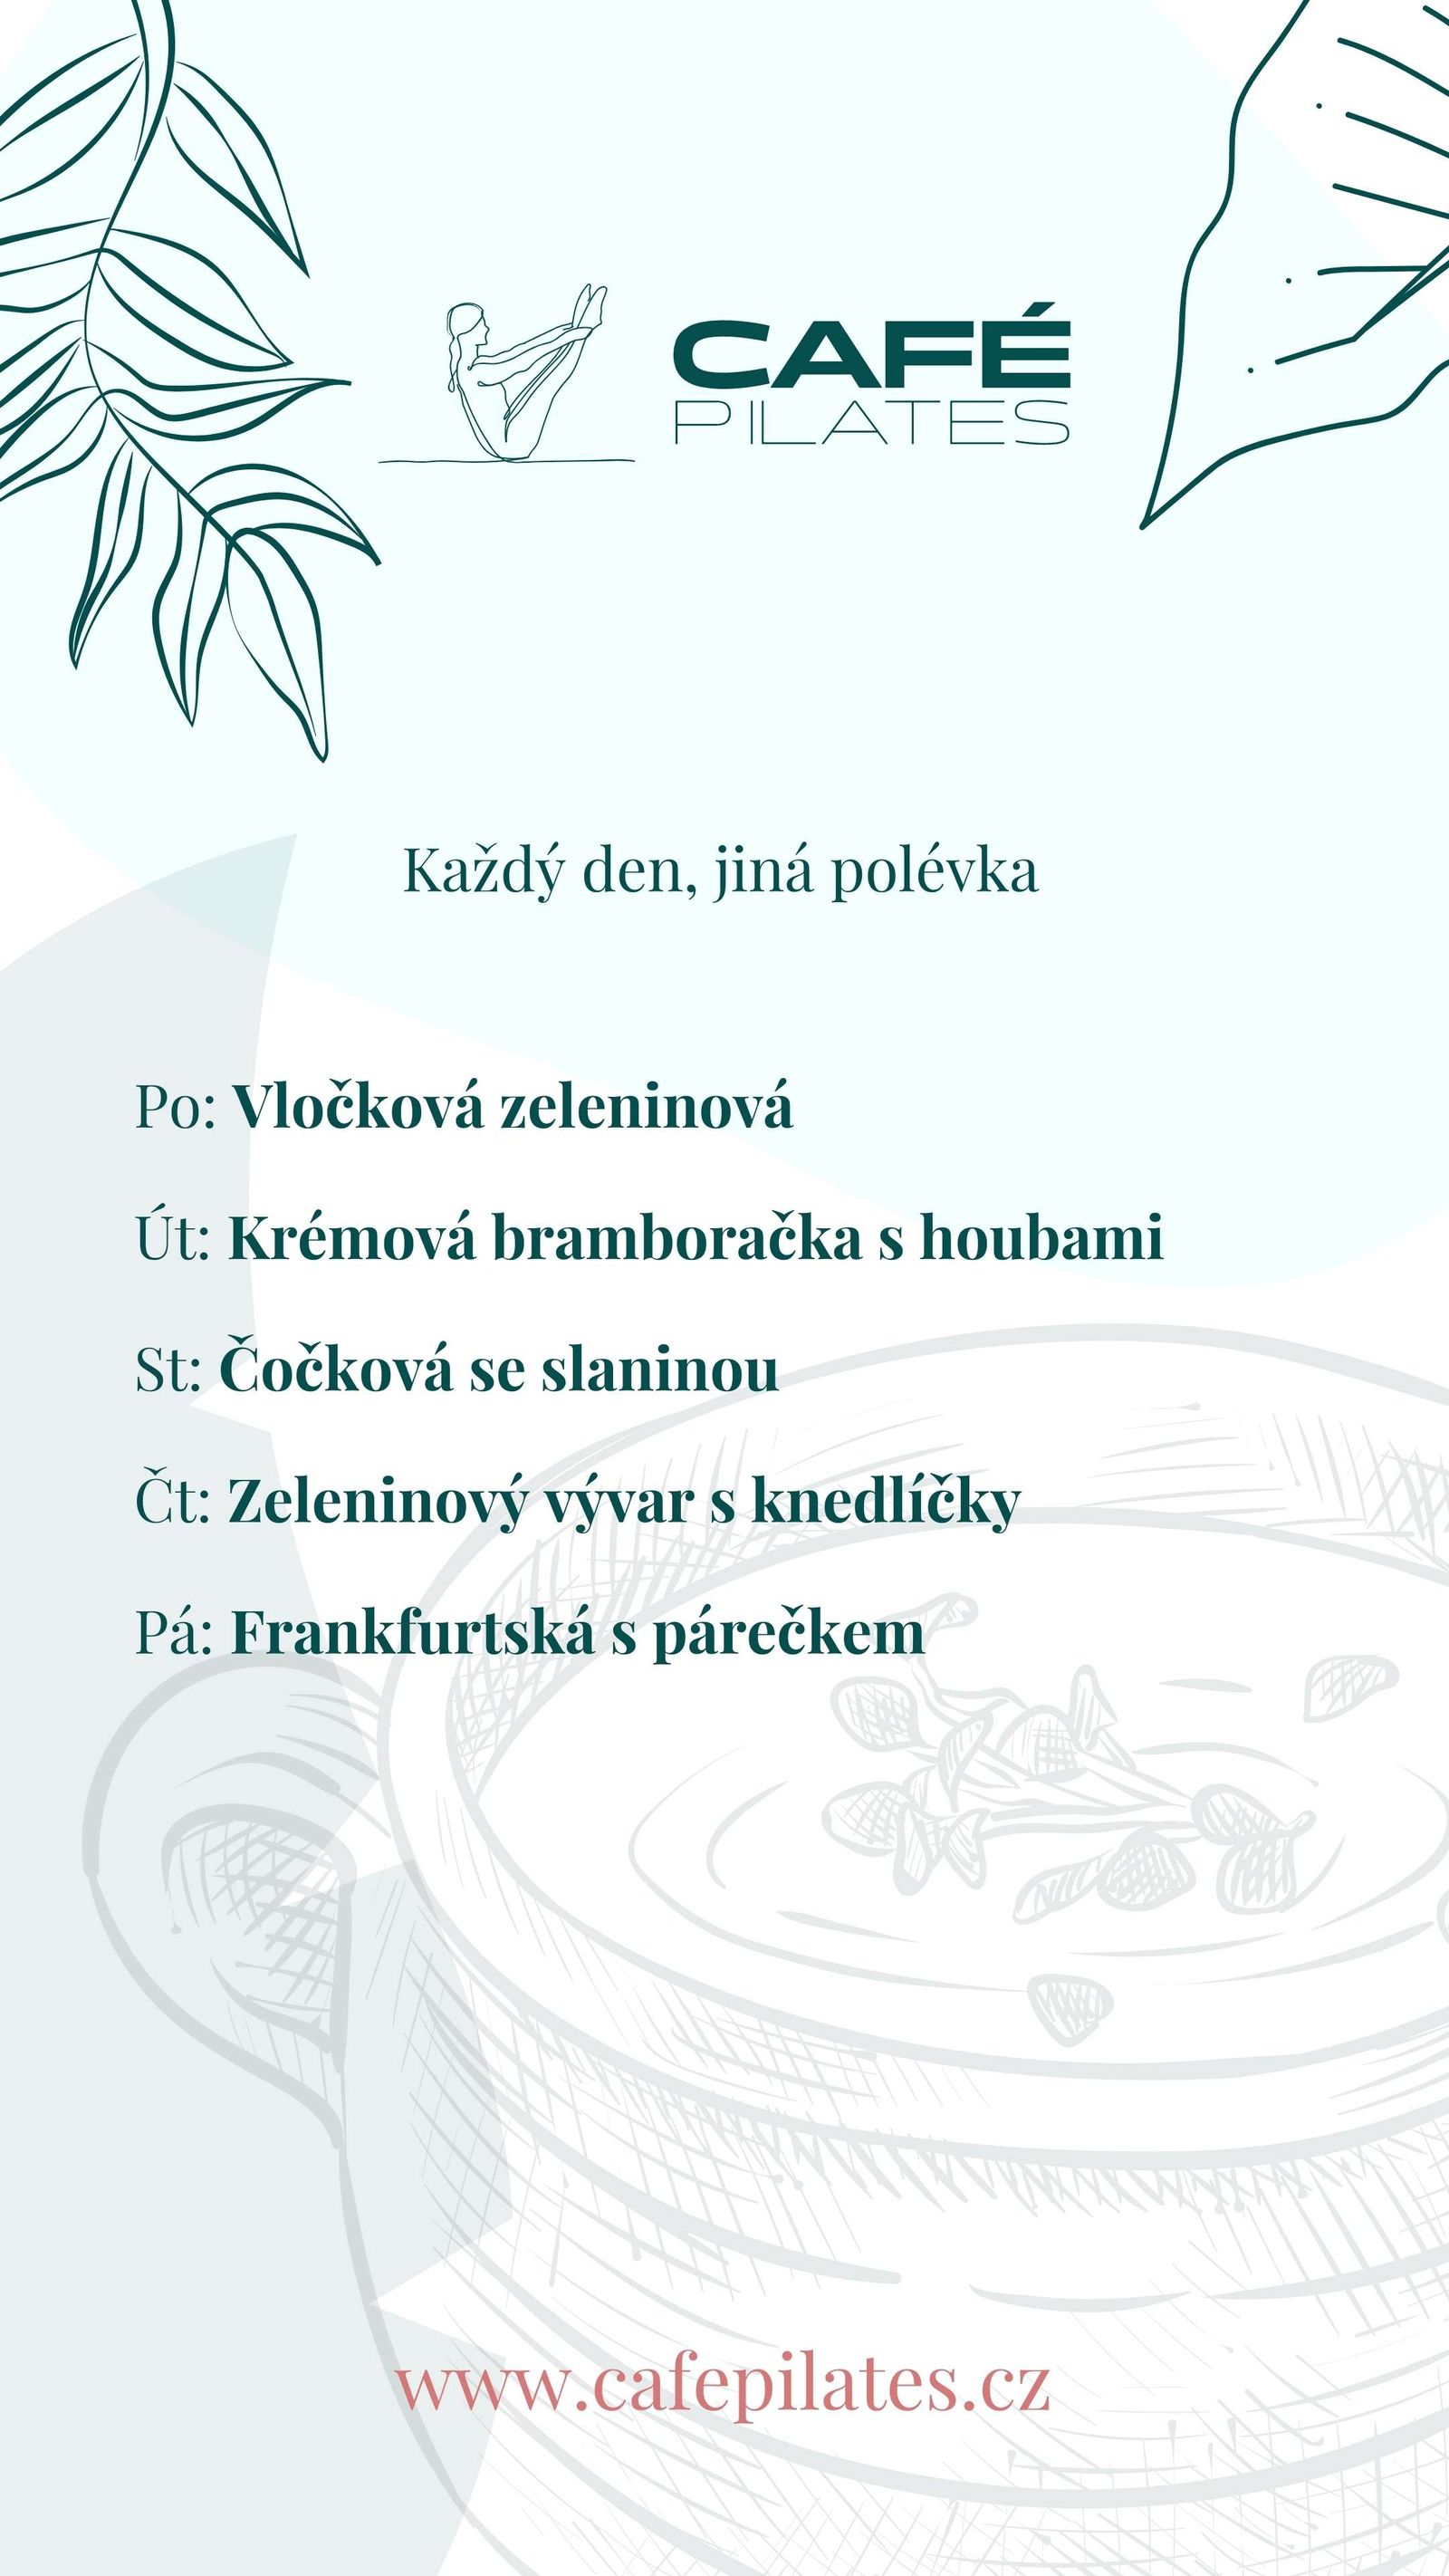 CAFÉ
PILATES
Každý den, jiná polévka
Po: Vločková zeleninová
Út: Krémová bramboračka s houbami
St: Čočková se slaninou
Čt: Zeleninový vývar s knedlíčky
Pá: Frankfurtská s párečkem
www.cafepilates.cz